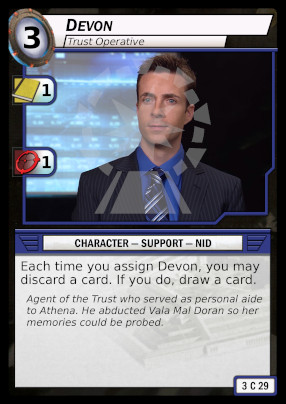 3
DEVON
Trust Operative
1
1
CHARACTER – SUPPORT – NID
Each time you assign Devon, you may
discard a card. If you do, draw a card.
Agent of the Trust who served as personal aide
to Athena. He abducted Vala Mal Doran so her
memories could be probed.
3 C 29